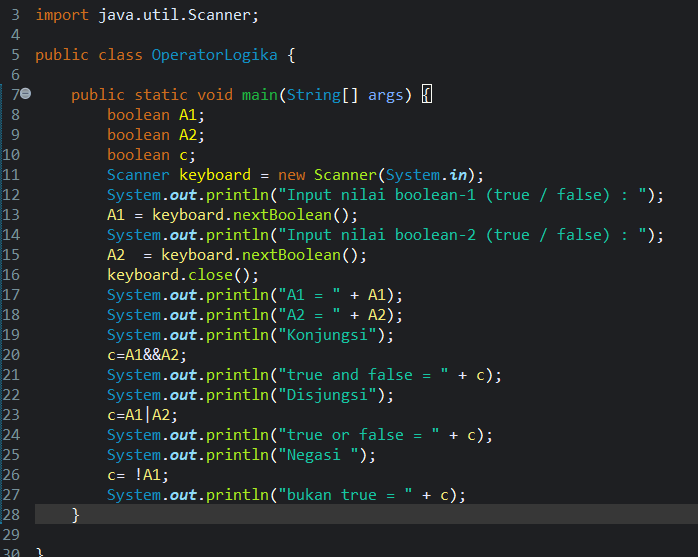 3 import java.util.Scanner;
4
5 public class OperatorLogika {
6
7 public static void main(String[] args) {
8 boolean A1;
9 boolean A2;
10 boolean c;
11 Scanner keyboard = new Scanner(System.in);
12 System.out.println("Input nilai boolean-1 (true / false) : ");
13 A1 = keyboard.nextBoolean();
14 System.out.println("Input nilai boolean-2 (true / false) : ");
15 A2  = keyboard.nextBoolean();
16 keyboard.close();
17 System.out.println("A1 = " + A1);
18 System.out.println("A2 = " + A2);
19 System.out.println("Konjungsi");
20 c=A1&&A2;
21 System.out.println("true and false = " + c);
22 System.out.println("Disjungsi");
23 c=A1|A2;
24 System.out.println("true or false = " + c);
25 System.out.println("Negasi ");
26 c= !A1;
27 System.out.println("bukan true = " + c);
28 }
29
30 }